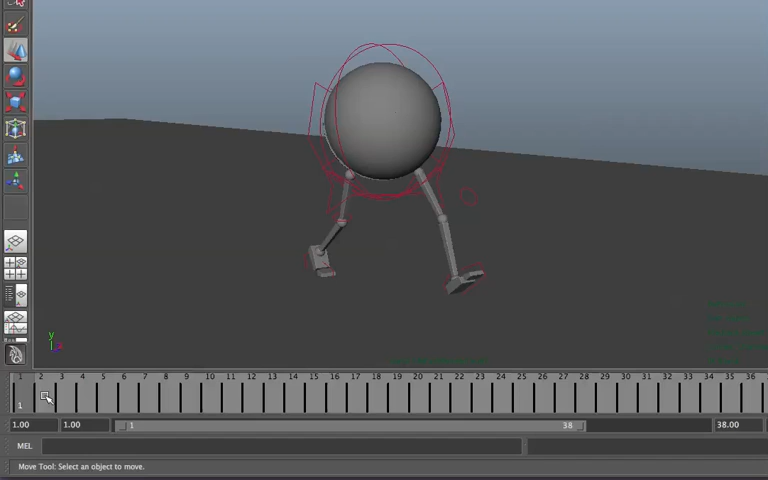 y
1 2 3 4 5 6 7 8 9 10 11 12 13 14 15 16 17 18 19 20 21 22 23 24 25 26 27 28 29 30 31 32 33 34 35 36
1
1.00 1.00 1 38 38.00
MEL
Move Tool: Select an object to move.